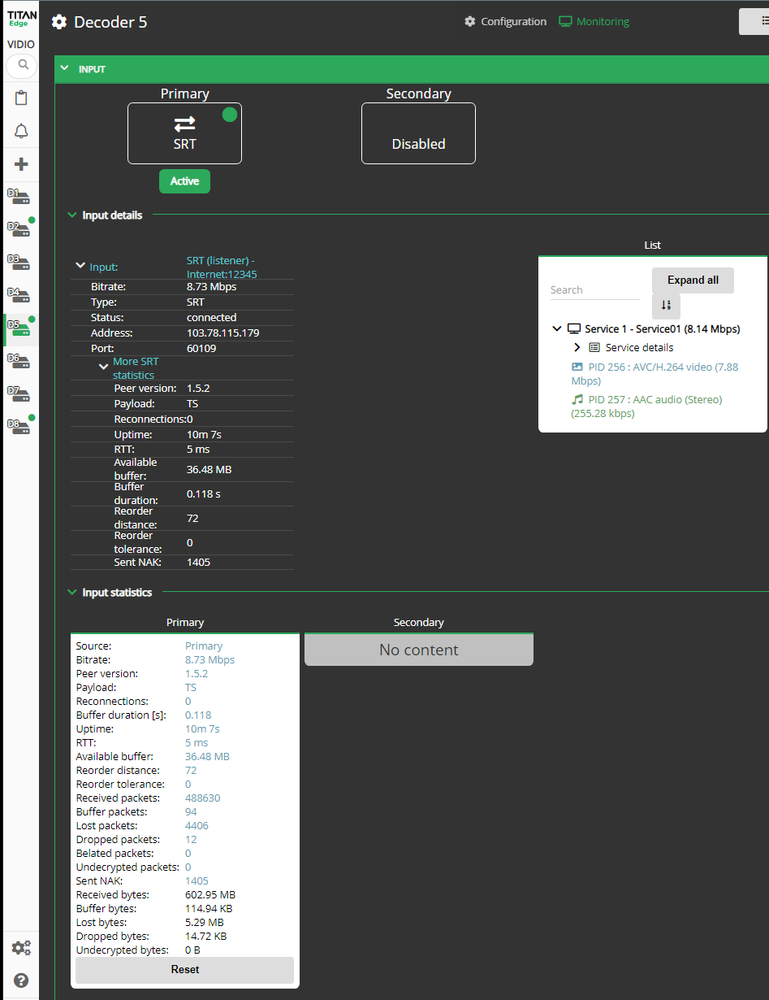 TITAN
Edge
VIDIO
Decoder 5
Configuration
Monitoring
INPUT
Primary
SRT
Active
Secondary
Disabled
D1
D2
D3
D4
D5
D6
D7
D8
Input details
Input: SRT (listener) -
Internet:12345
Bitrate: 8.73 Mbps
Type: SRT
Status: connected
Address: 103.78.115.179
Port: 60109
More SRT
statistics
Peer version: 1.5.2
Payload: TS
Reconnections:0
Uptime: 10m 7s
RTT: 5 ms
Available
buffer: 36.48 MB
Buffer
duration: 0.118 s
Reorder
distance: 72
Reorder
tolerance: 0
Sent NAK: 1405
List
Search
Expand all
Service 1 - Service01 (8.14 Mbps)
Service details
PID 256 : AVC/H.264 video (7.88
Mbps)
PID 257 : AAC audio (Stereo)
(255.28 kbps)
Input statistics
Primary
Source: Primary
Bitrate: 8.73 Mbps
Peer version: 1.5.2
Payload: TS
Reconnections: 0
Buffer duration [s]: 0.118
Uptime: 10m 7s
RTT: 5 ms
Available buffer: 36.48 MB
Reorder distance: 72
Reorder tolerance: 0
Received packets: 488630
Buffer packets: 94
Lost packets: 4406
Dropped packets: 12
Belated packets: 0
Undecrypted packets: 0
Sent NAK: 1405
Received bytes: 602.95 MB
Buffer bytes: 114.94 KB
Lost bytes: 5.29 MB
Dropped bytes: 14.72 KB
Undecrypted bytes: 0 B
Reset
Secondary
No content